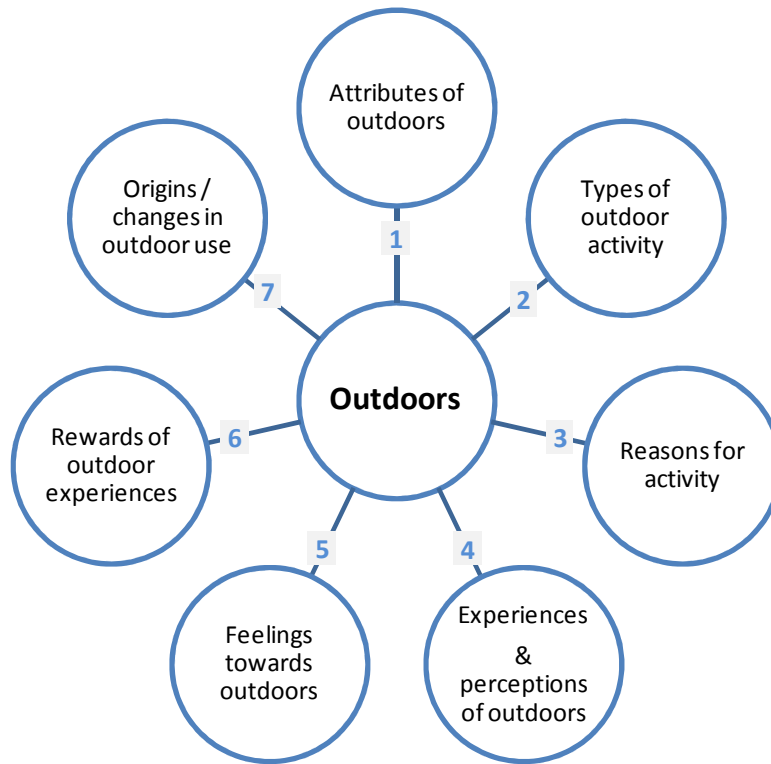 Attributes of
outdoors
1
Types of
outdoor
activity
2
Origins /
changes in
outdoor use
7
Outdoors
3
Reasons for
activity
6
Rewards of
outdoor
experiences
5
Feelings
towards
outdoors
4
Experiences
&
perceptions
of outdoors